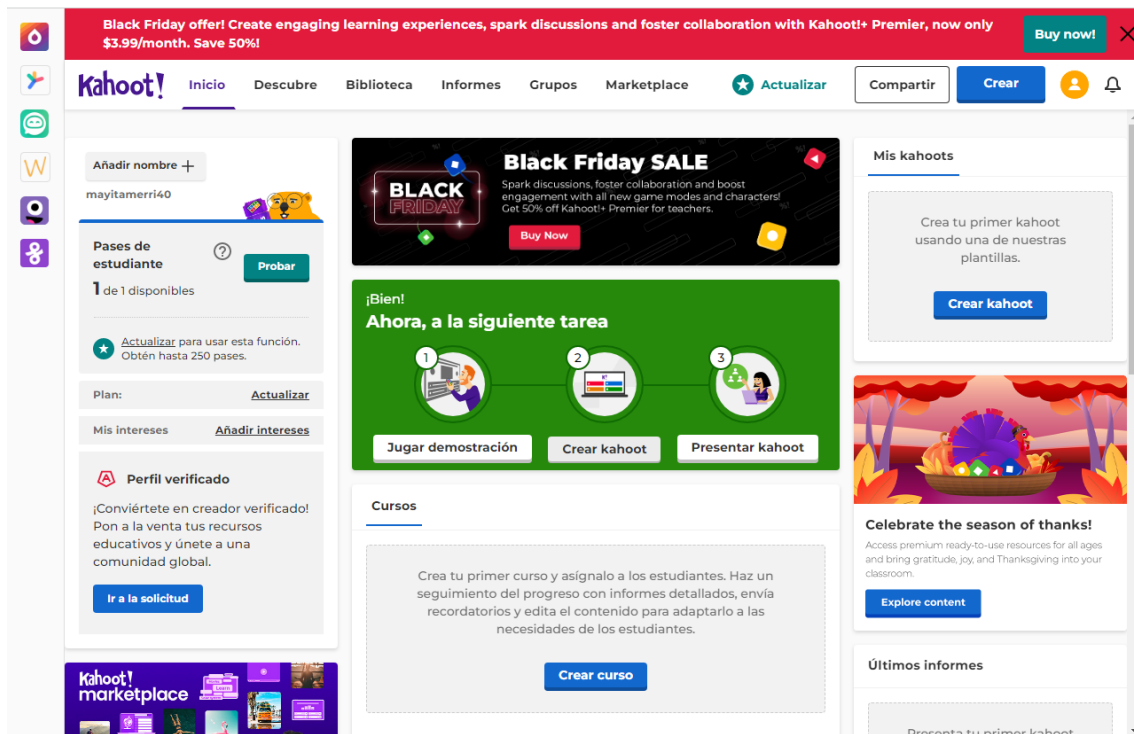 Black Friday offer! Create engaging learning experiences, spark discussions and foster collaboration with Kahoot!+ Premier, now only
$3.99/month. Save 50%!
Buy now!
Kahoot!
Inicio
Descubre
Biblioteca
Informes
Grupos
Marketplace
Actualizar
Compartir
Crear
Añadir nombre
mayitamerri40
Pases de
estudiante
Probar
1 de 1 disponibles
Actualizar para usar esta función.
Obtén hasta 250 pases.
Plan:
Actualizar
Mis intereses
Añadir intereses
Perfil verificado
¡Conviértete en creador verificado!
Pon a la venta tus recursos
educativos y únete a una
comunidad global.
Ir a la solicitud
Kahoot!
marketplace
BLACK
FRIDAY
Black Friday SALE
Spark discussions, foster collaboration and boost
engagement with all new game modes and characters!
Get 50% off Kahoot!+ Premier for teachers.
Buy Now
¡Bien!
Ahora, a la siguiente tarea
1
2
3
Jugar demostración
Crear kahoot
Presentar kahoot
Cursos
Crea tu primer curso y asígnalo a los estudiantes. Haz un
seguimiento del progreso con informes detallados, envía
recordatorios y edita el contenido para adaptarlo a las
necesidades de los estudiantes.
Crear curso
Mis kahoots
Crea tu primer kahoot
usando una de nuestras
plantillas.
Crear kahoot
Celebrate the season of thanks!
Access premium ready-to-use resources for all ages
and bring gratitude, joy, and Thanksgiving into your
classroom.
Explore content
Últimos informes
Presenta tu primer kahoot